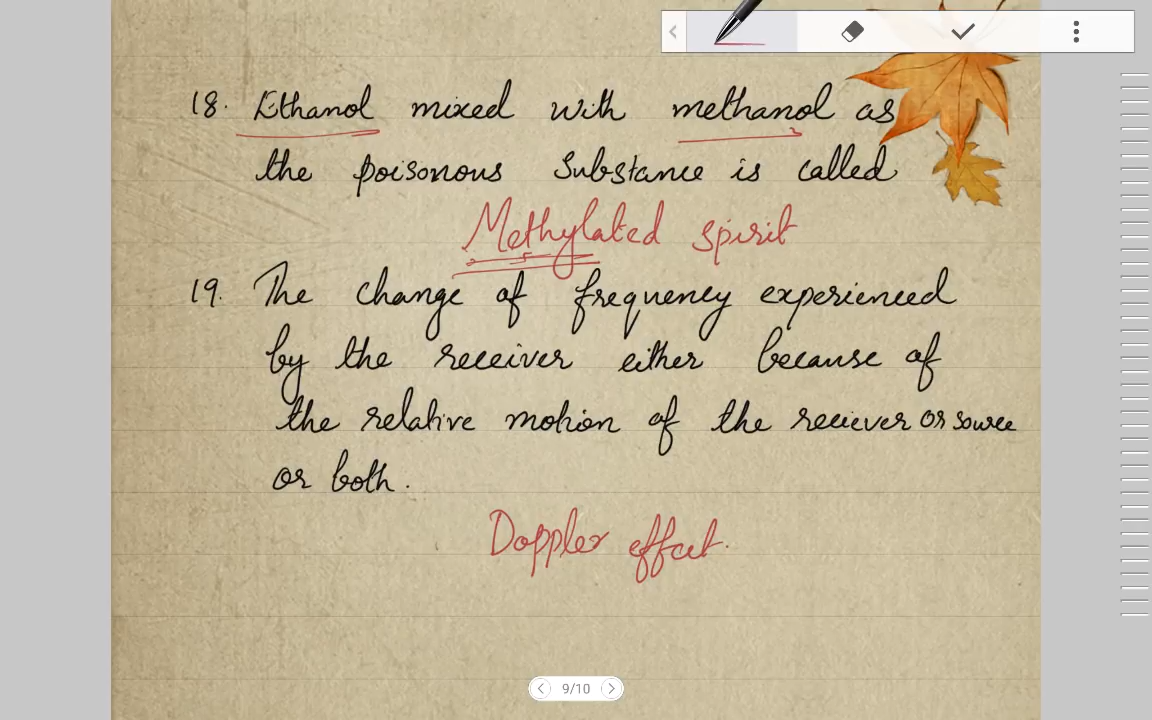 18. Ethanol mixed with methanol as
the poisonous substance is called
Methylated spirit
19. The change of frequency experienced
by the receiver either because of
the relative motion of the reciever or source
or both.
Doppler effect.
9/10